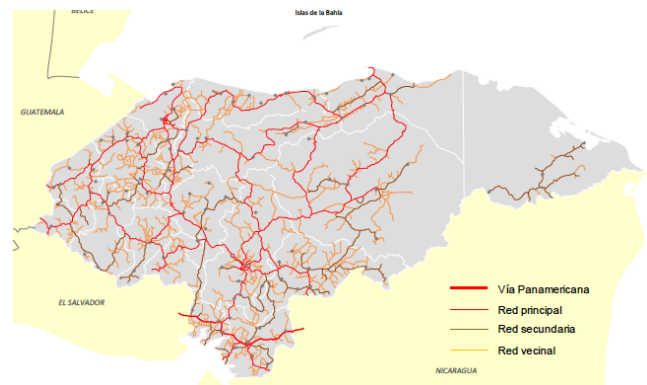 BELICE
Islas de la Bahía
GUATEMALA
EL SALVADOR
Vía Panamericana
Red principal
Red secundaria
Red vecinal
NICARAGUA